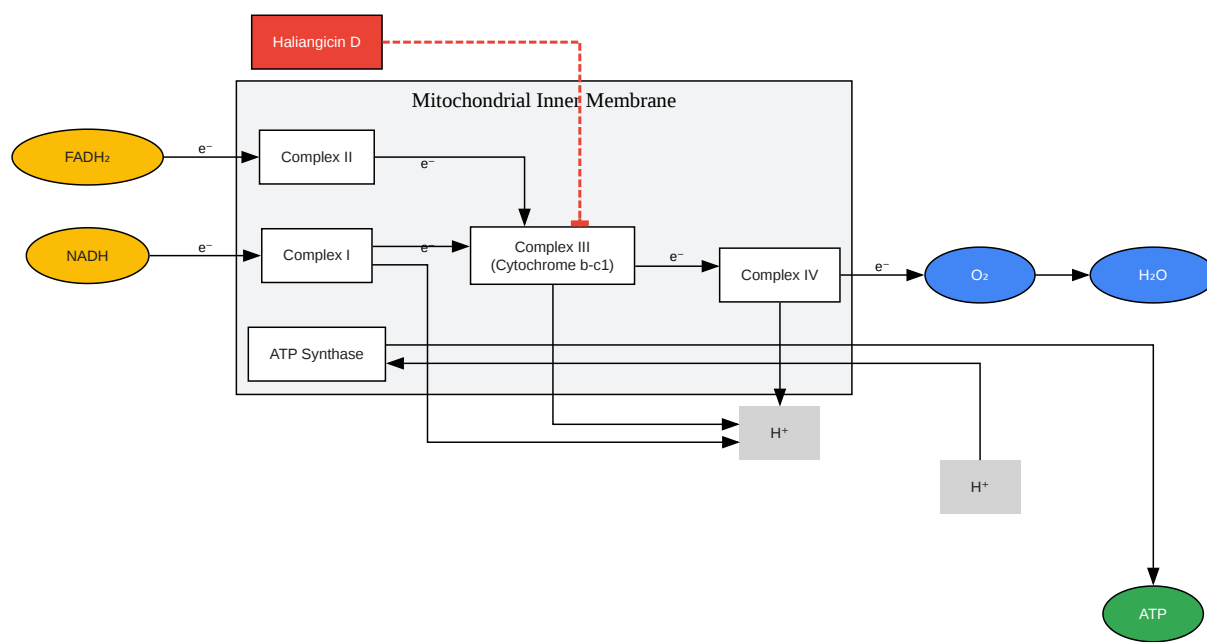 Haliangicin D
Mitochondrial Inner Membrane
FADH₂
e⁻
Complex II
e⁻
NADH
e⁻
Complex I
e⁻
Complex III
(Cytochrome b-c1)
e⁻
Complex IV
e⁻
O₂
H₂O
ATP Synthase
H⁺
H⁺
ATP